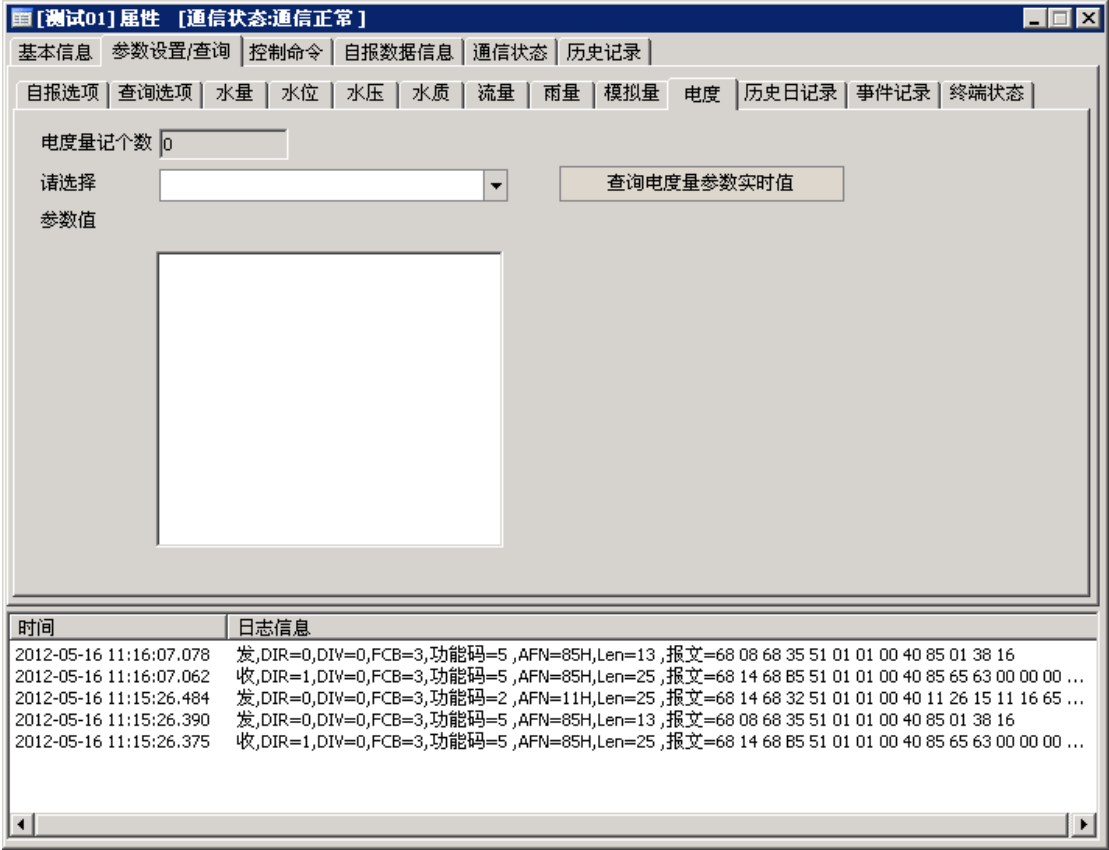 [测试01]属性 [通信状态:通信正常]
基本信息 参数设置/查询 控制命令 自报数据信息 通信状态 历史记录
自报选项 查询选项 水量 水位 水压 水质 流量 雨量 模拟量 电度 历史日记录 事件记录 终端状态
电度量记个数 0
请选择 查询电度量参数实时值
参数值
时间 日志信息
2012-05-16 11:16:07.078 发,DIR=0,DIV=0,FCB=3,功能码=5 ,AFN=85H,Len=13 ,报文=68 08 68 35 51 01 01 00 40 85 01 38 16
2012-05-16 11:16:07.062 收,DIR=1,DIV=0,FCB=3,功能码=5 ,AFN=85H,Len=25 ,报文=68 14 68 B5 51 01 01 00 40 85 65 63 00 00 00 ...
2012-05-16 11:15:26.484 发,DIR=0,DIV=0,FCB=3,功能码=2 ,AFN=11H,Len=25 ,报文=68 14 68 32 51 01 01 00 40 11 26 15 11 16 65 ...
2012-05-16 11:15:26.390 发,DIR=0,DIV=0,FCB=3,功能码=5 ,AFN=85H,Len=13 ,报文=68 08 68 35 51 01 01 00 40 85 01 38 16
2012-05-16 11:15:26.375 收,DIR=1,DIV=0,FCB=3,功能码=5 ,AFN=85H,Len=25 ,报文=68 14 68 B5 51 01 01 00 40 85 65 63 00 00 00 ...